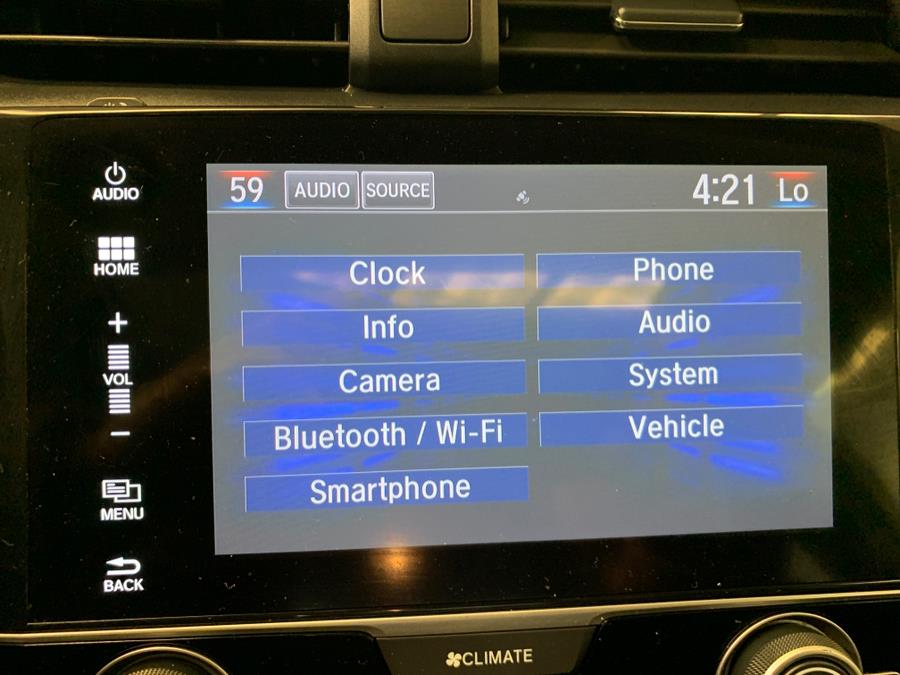 59 AUDIO SOURCE 4:21 Lo
Clock
Phone
Info
Audio
Camera
System
Bluetooth / Wi-Fi
Vehicle
Smartphone
AUDIO
HOME
+
VOL
−
MENU
BACK
CLIMATE